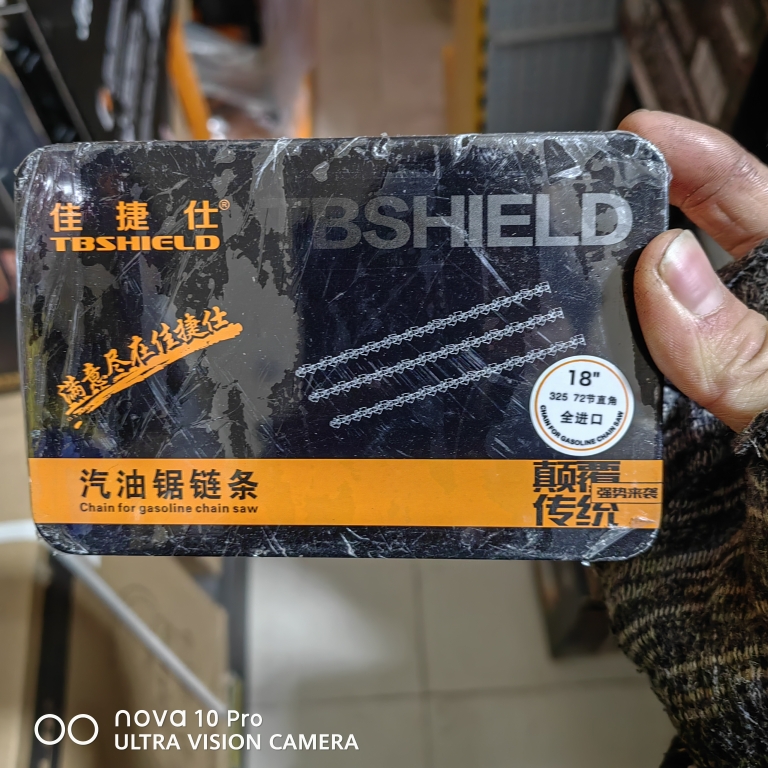 佳捷仕®
TBSHIELD
TBSHIELD
满意尽在佳捷仕
18"
325 72节直角
全进口
CHAIN FOR GASOLINE CHAIN SAW
汽油锯链条
Chain for gasoline chain saw
颠覆
传统
强势来袭
nova 10 Pro
ULTRA VISION CAMERA